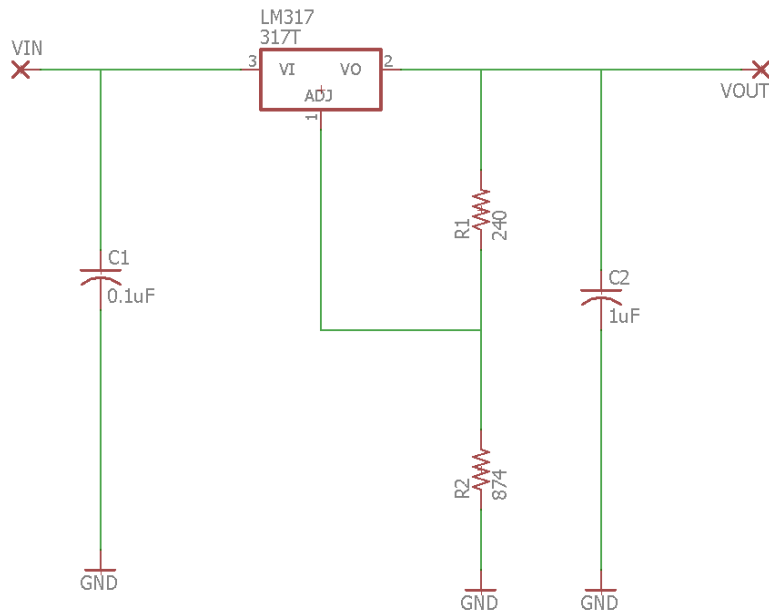 LM317
317T
VIN
3
VI
VO
2
ADJ
1
VOUT
R1
240
C1
0.1uF
C2
1uF
R2
874
GND
GND
GND